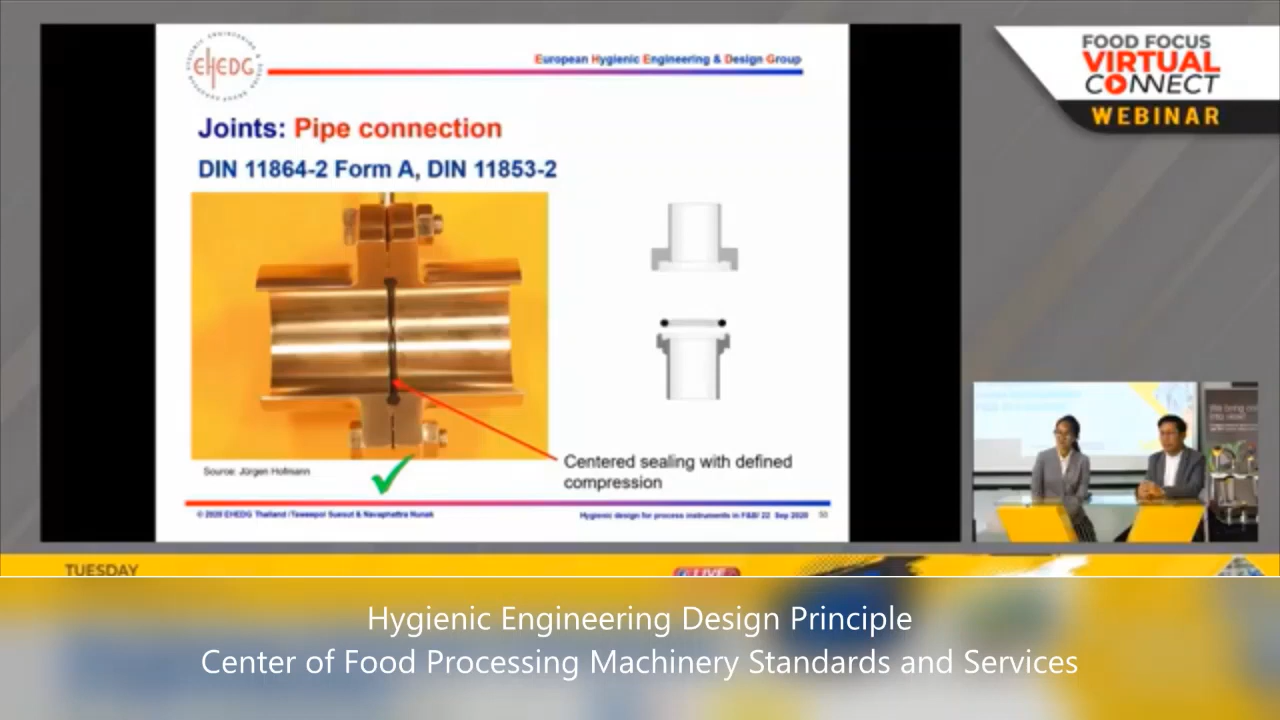 EHEDG
European Hygienic Engineering & Design Group
Joints: Pipe connection
DIN 11864-2 Form A, DIN 11853-2
Centered sealing with defined
compression
Source: Jürgen Hofmann
© 2020 EHEDG Thailand /Taweepol Suesut & Navaphattra Nunak
Hygienic design for process instruments in F&B/ 22 Sep 2020 50
FOOD FOCUS
VIRTUAL
CONNECT
WEBINAR
TUESDAY
LIVE
Hygienic Engineering Design Principle
Center of Food Processing Machinery Standards and Services